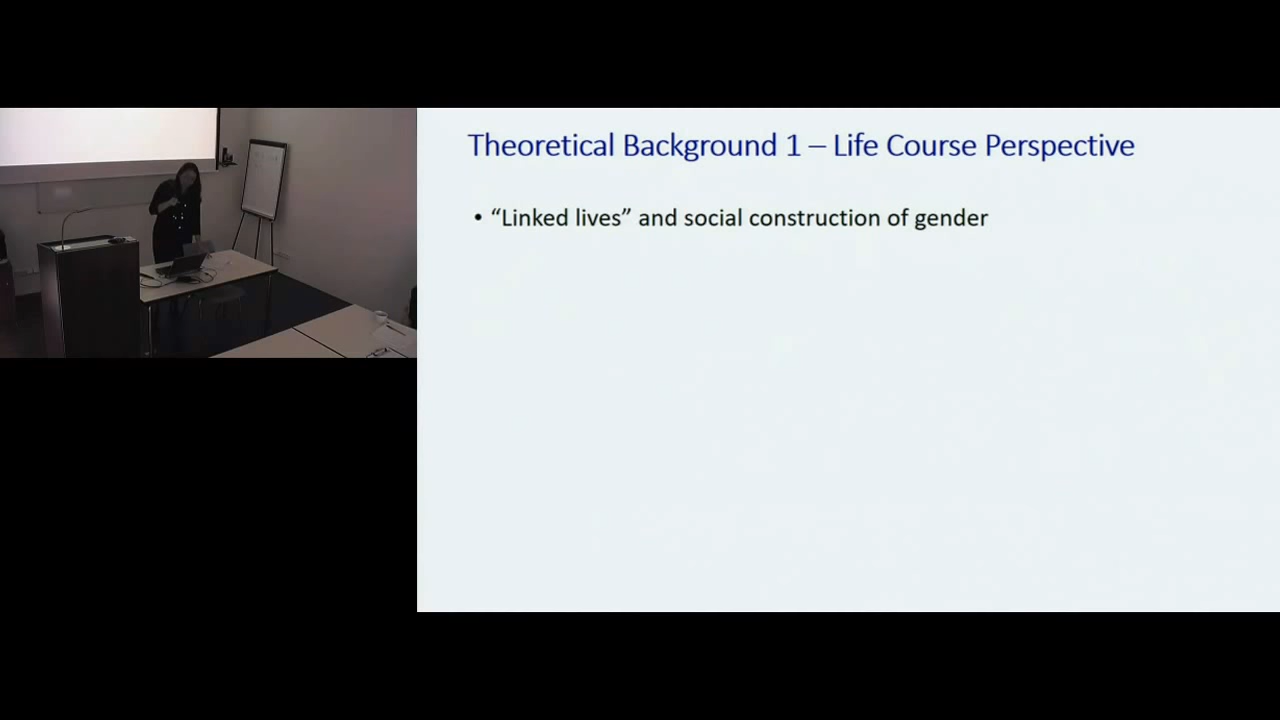 Theoretical Background 1 – Life Course Perspective
• “Linked lives” and social construction of gender